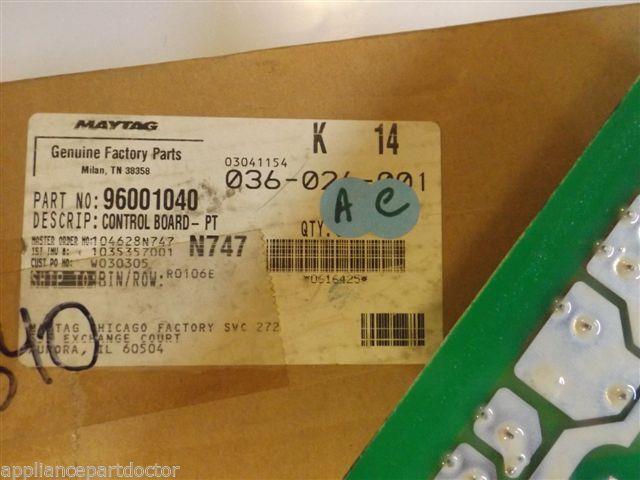 MAYTAG
K 14
Genuine Factory Parts
Milan, TN 38358
03041154
PART NO: 96001040
DESCRIP: CONTROL BOARD- PT
QTY
A C
MASTER ORDER NO: 104628N747 N747
1ST INV #: 1035357001
CUST PO NO: W030305
SHIP TO: BIN/ROW: R0106E
*0616425*
MAYTAG CHICAGO FACTORY SVC 272
EXCHANGE COURT
AURORA, IL 60504
appliancepartdoctor